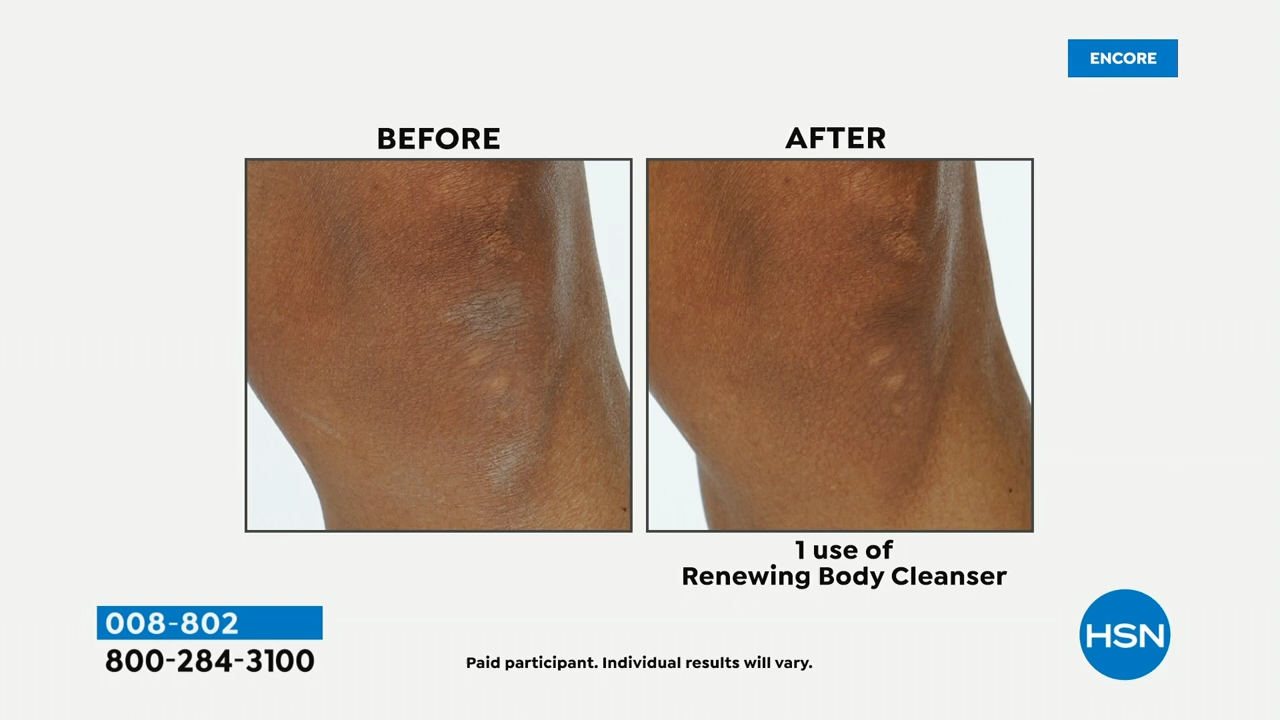 ENCORE
BEFORE
AFTER
1 use of
Renewing Body Cleanser
008-802
800-284-3100
Paid participant. Individual results will vary.
HSN